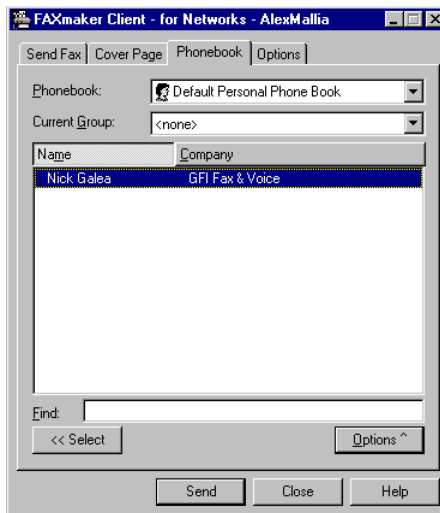 FAXmaker Client - for Networks - AlexMallia
Send Fax Cover Page Phonebook Options
Phonebook: Default Personal Phone Book
Current Group: <none>
Name Company
Nick Galea GFI Fax & Voice
Find:
<< Select Options ^
Send Close Help